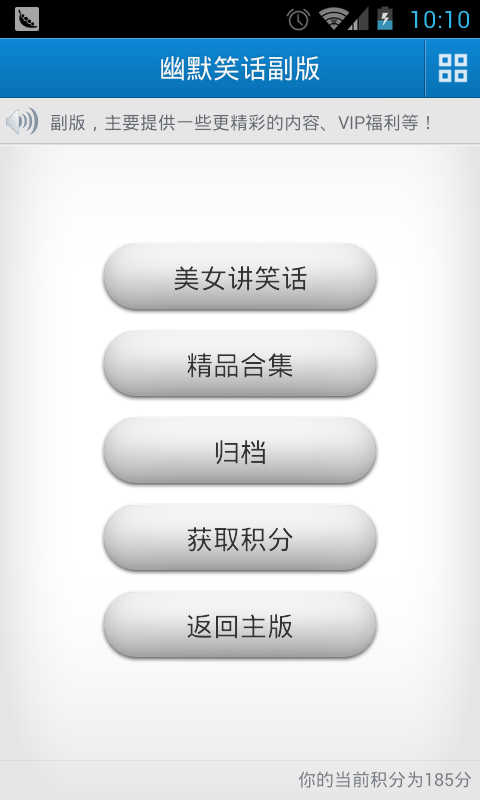 10:10
幽默笑话副版
副版，主要提供一些更精彩的内容、VIP福利等！
美女讲笑话
精品合集
归档
获取积分
返回主版
你的当前积分为185分